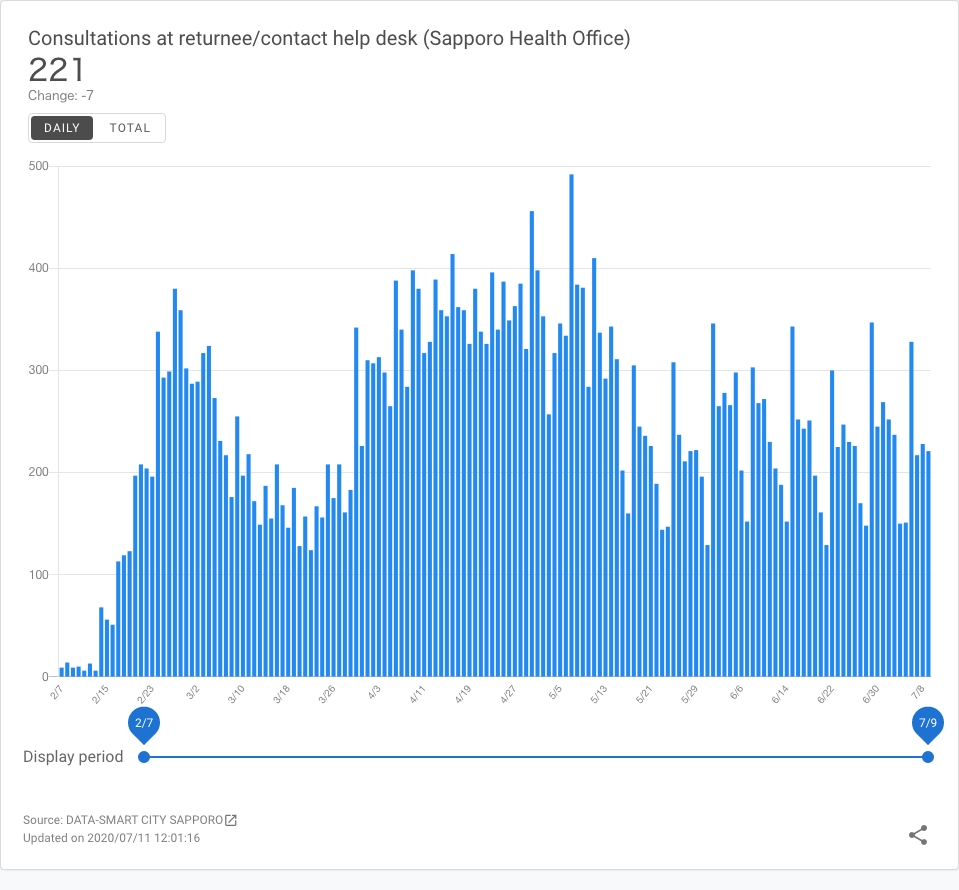 Consultations at returnee/contact help desk (Sapporo Health Office)
221
Change: -7
DAILY TOTAL
500
400
300
200
100
0
2/7 2/15 2/23 3/2 3/10 3/18 3/26 4/3 4/11 4/19 4/27 5/5 5/13 5/21 5/29 6/6 6/14 6/22 6/30 7/8
2/7 7/9
Display period
Source: DATA-SMART CITY SAPPORO
Updated on 2020/07/11 12:01:16